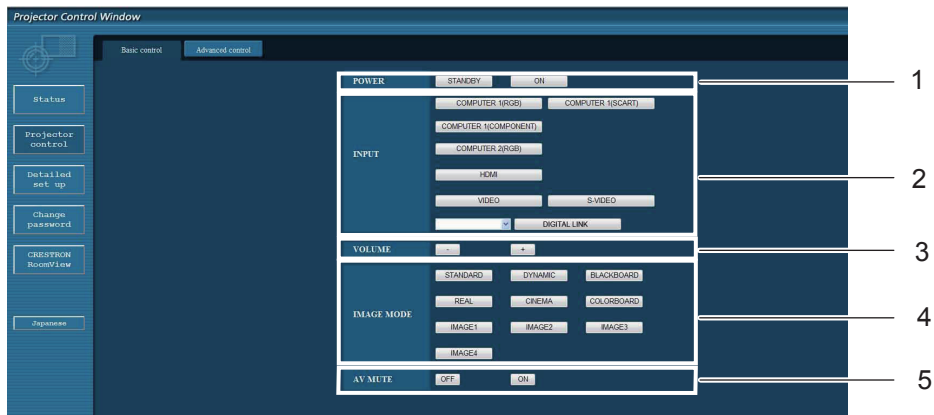 Projector Control Window
Basic control Advanced control
Status
Projector control
Detailed set up
Change password
CRESTRON RoomView
Japanese
POWER STANDBY ON
INPUT
COMPUTER 1(RGB) COMPUTER 1(SCART)
COMPUTER 1(COMPONENT)
COMPUTER 2(RGB)
HDMI
VIDEO S-VIDEO
DIGITAL LINK
VOLUME - +
IMAGE MODE
STANDARD DYNAMIC BLACKBOARD
REAL CINEMA COLORBOARD
IMAGE1 IMAGE2 IMAGE3
IMAGE4
AV MUTE OFF ON
1
2
3
4
5